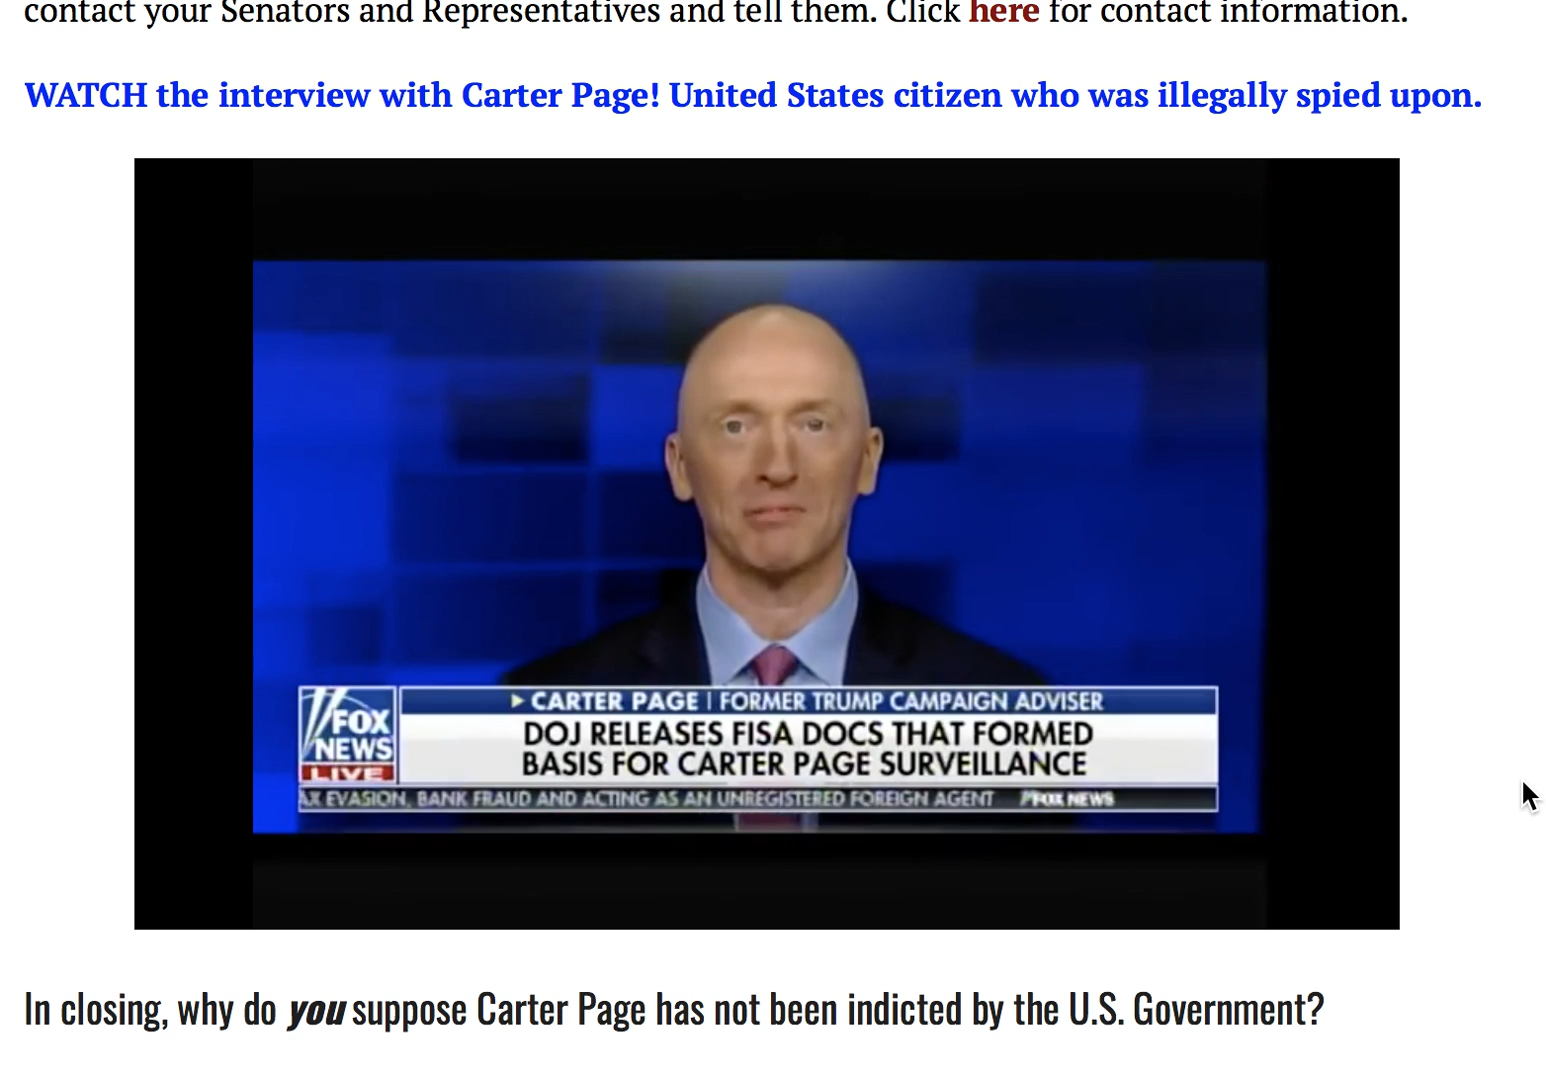 contact your Senators and Representatives and tell them. Click here for contact information.
WATCH the interview with Carter Page! United States citizen who was illegally spied upon.
CARTER PAGE | FORMER TRUMP CAMPAIGN ADVISER
DOJ RELEASES FISA DOCS THAT FORMED
BASIS FOR CARTER PAGE SURVEILLANCE
FOX
NEWS
LIVE
AX EVASION, BANK FRAUD AND ACTING AS AN UNREGISTERED FOREIGN AGENT FOX NEWS
In closing, why do you suppose Carter Page has not been indicted by the U.S. Government?